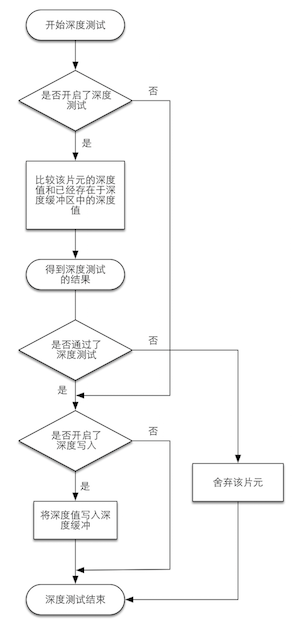 开始深度测试
是否开启了深度
测试
否
是
比较该片元的深度
值和已经存在于深
度缓冲区中的深度
值
得到深度测试
的结果
是否通过了
深度测试
否
是
是否开启了
深度写入
否
是
舍弃该片元
将深度值写入深
度缓冲
深度测试结束